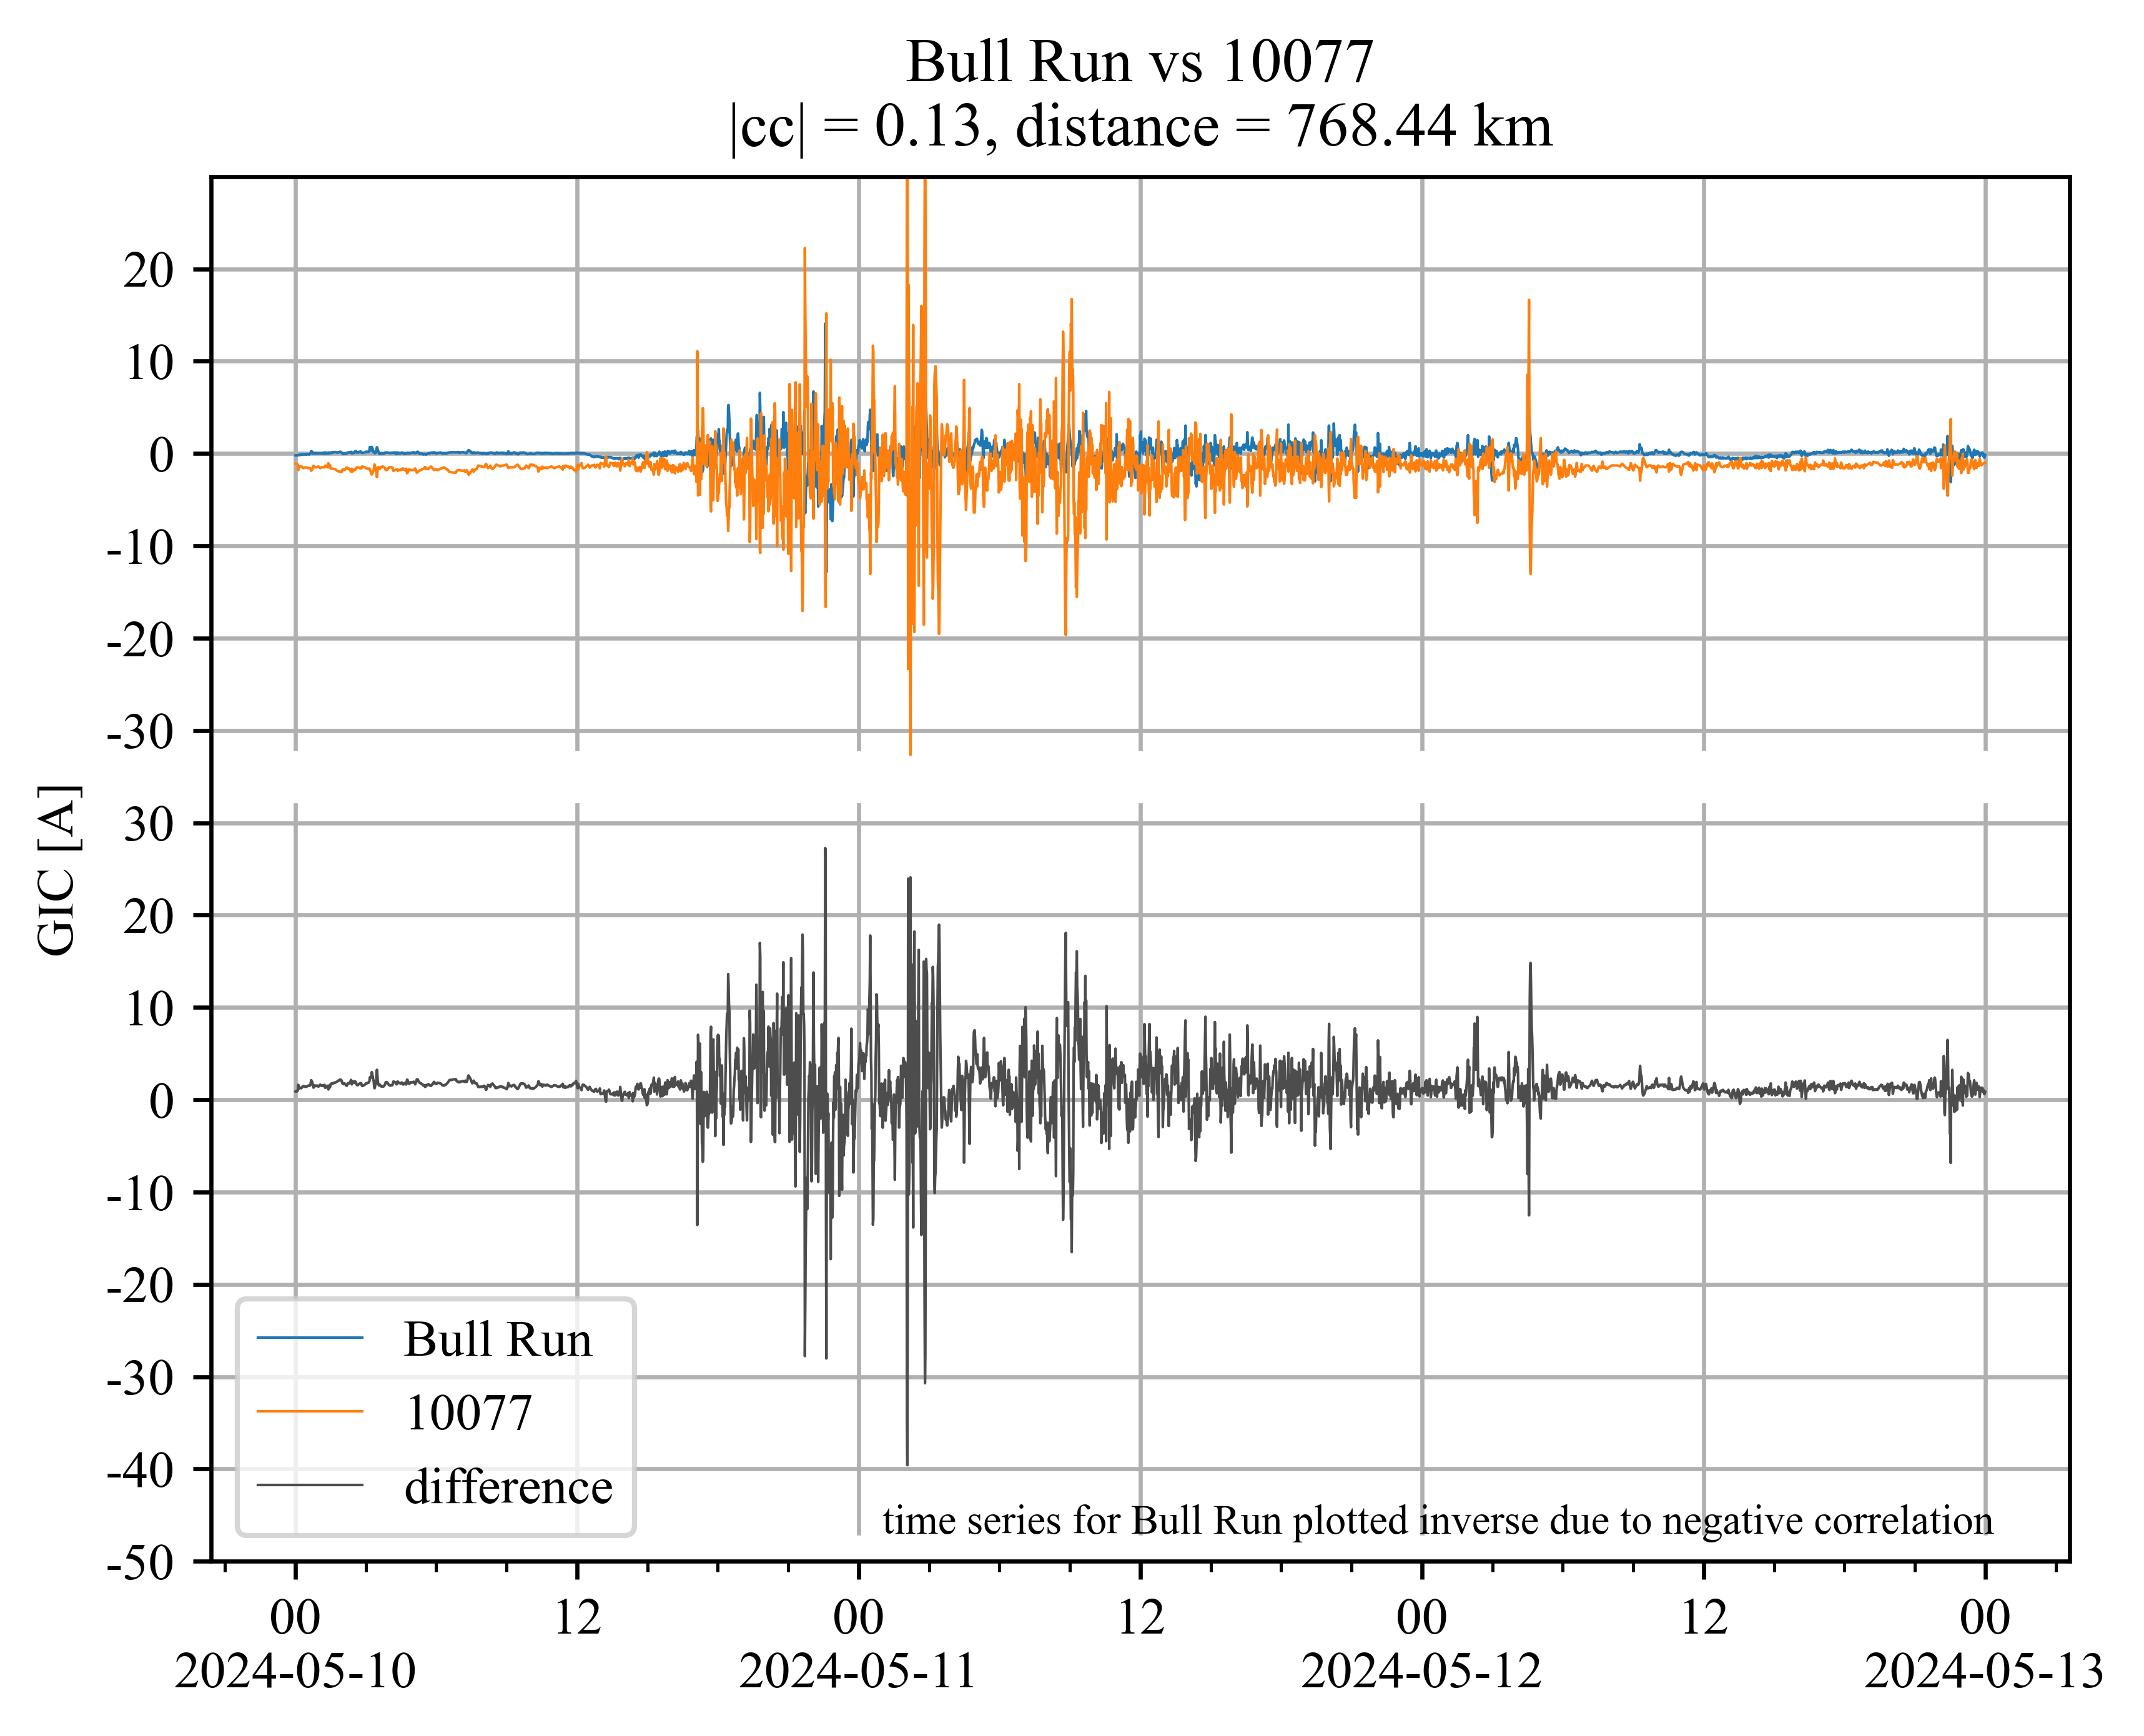 Bull Run vs 10077
|cc| = 0.13, distance = 768.44 km
20
10
0
-10
-20
-30
GIC [A]
30
20
10
0
-10
-20
-30
-40
-50
Bull Run
10077
difference
time series for Bull Run plotted inverse due to negative correlation
00 12 00 12 00 12 00
2024-05-10 2024-05-11 2024-05-12 2024-05-13